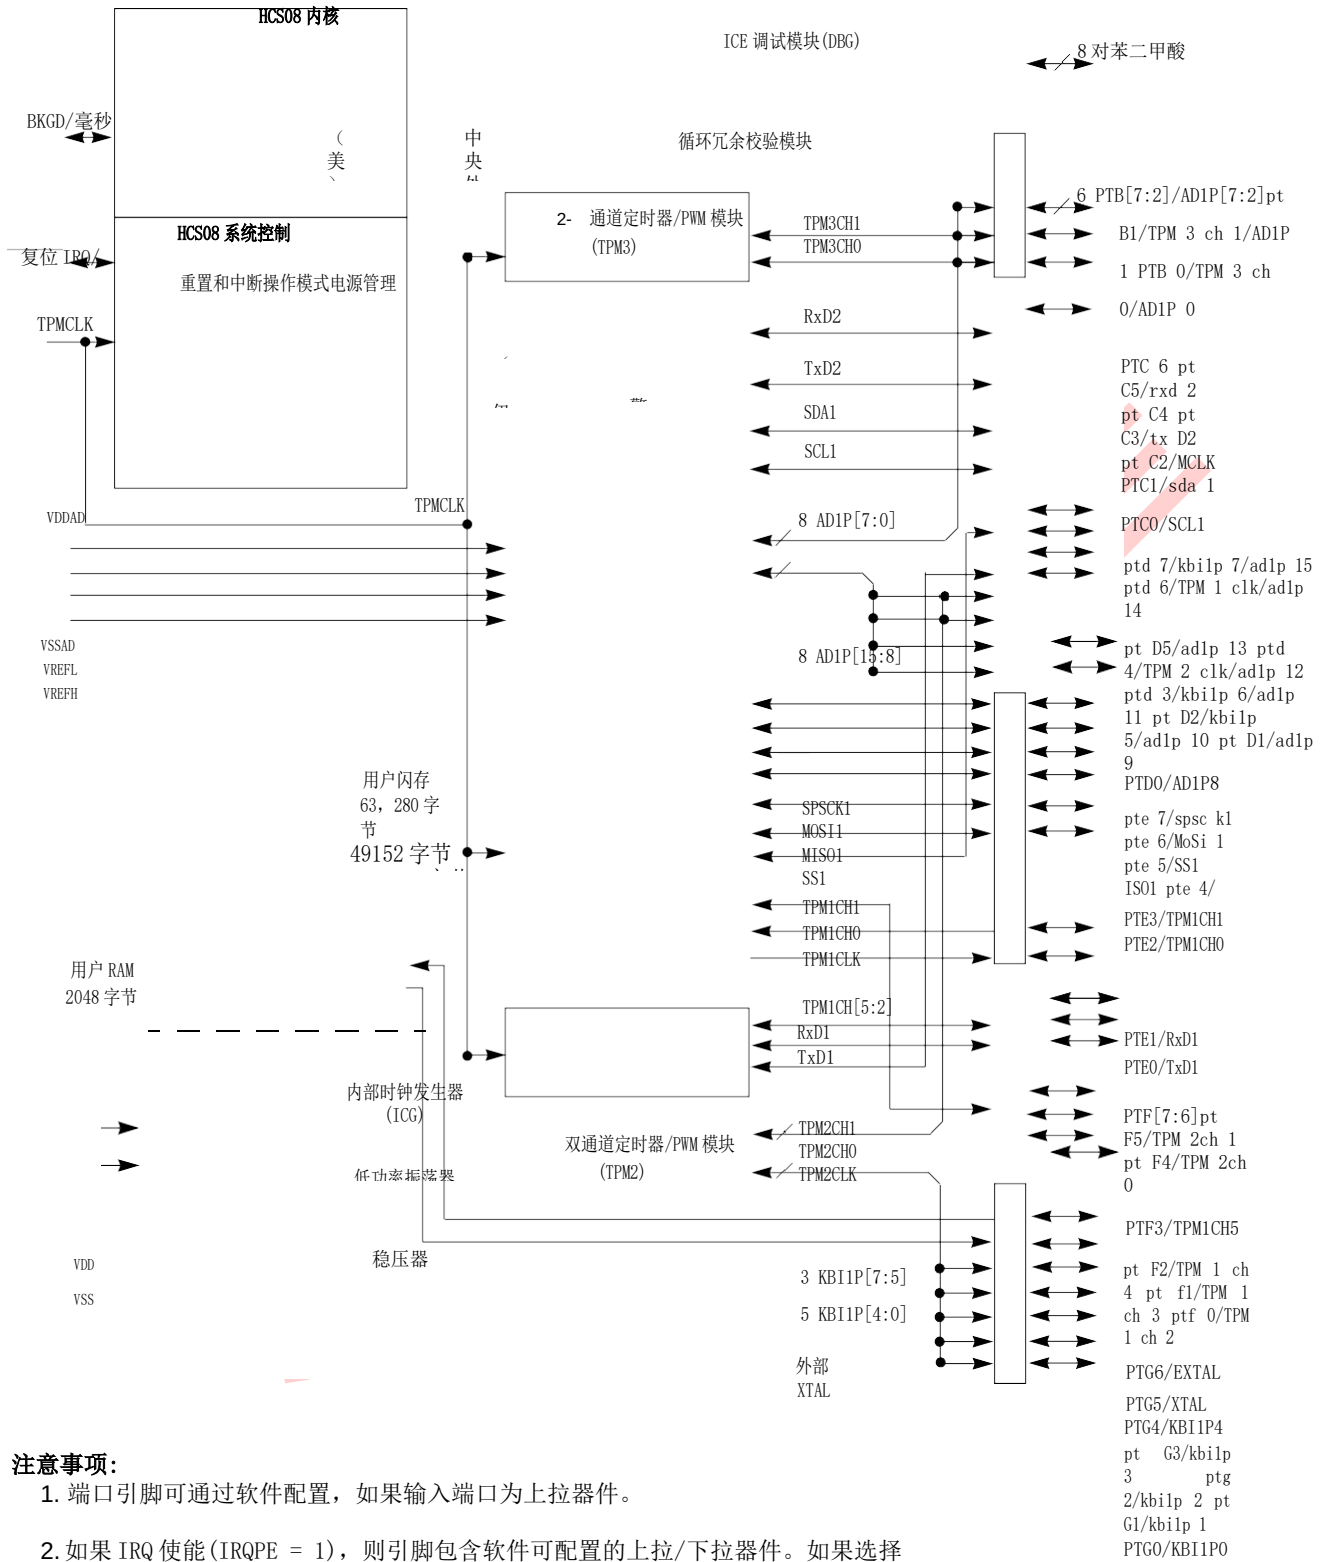 HCS08 内核
ICE 调试模块(DBG)
8 对苯二甲酸
BKGD/毫秒
(
美
中
央
循环冗余校验模块
6 PTB[7:2]/AD1P[7:2]pt
2- 通道定时器/PWM 模块
(TPM3)
TPM3CH1
TPM3CH0
B1/TPM 3 ch 1/AD1P
1 PTB 0/TPM 3 ch
0/AD1P 0
HCS08 系统控制
复位 IRQ/
重置和中断操作模式电源管理
TPMCLK
RxD2
TxD2
SDA1
SCL1
PTC 6 pt
C5/rxd 2
pt C4 pt
C3/tx D2
pt C2/MCLK
PTC1/sda 1
PTC0/SCL1
TPMCLK
VDDAD
8 AD1P[7:0]
ptd 7/kbi1p 7/ad1p 15
ptd 6/TPM 1 clk/ad1p
14
VSSAD
VREFL
VREFH
8 AD1P[15:8]
pt D5/ad1p 13 ptd
4/TPM 2 clk/ad1p 12
ptd 3/kbi1p 6/ad1p
11 pt D2/kbi1p
5/ad1p 10 pt D1/ad1p
9
PTD0/AD1P8
用户闪存
63，280 字
节
49152 字节
SPSCK1
MOSI1
MISO1
SS1
pte 7/spsc k1
pte 6/MoSi 1
pte 5/SS1
ISO1 pte 4/
TPM1CH1
TPM1CH0
TPM1CLK
PTE3/TPM1CH1
PTE2/TPM1CH0
用户 RAM
2048 字节
TPM1CH[5:2]
RxD1
TxD1
PTE1/RxD1
PTE0/TxD1
内部时钟发生器
(ICG)
低功率振荡器
双通道定时器/PWM 模块
(TPM2)
TPM2CH1
TPM2CH0
TPM2CLK
PTF[7:6]pt
F5/TPM 2ch 1
pt F4/TPM 2ch
0
PTF3/TPM1CH5
VDD
VSS
稳压器
3 KBI1P[7:5]
5 KBI1P[4:0]
pt F2/TPM 1 ch
4 pt f1/TPM 1
ch 3 ptf 0/TPM
1 ch 2
外部
XTAL
PTG6/EXTAL
PTG5/XTAL
PTG4/KBI1P4
pt G3/kbi1p
3 ptg
2/kbi1p 2 pt
G1/kbi1p 1
PTG0/KBI1P0
注意事项:
1. 端口引脚可通过软件配置，如果输入端口为上拉器件。
2. 如果 IRQ 使能(IRQPE = 1)，则引脚包含软件可配置的上拉/下拉器件。如果选择